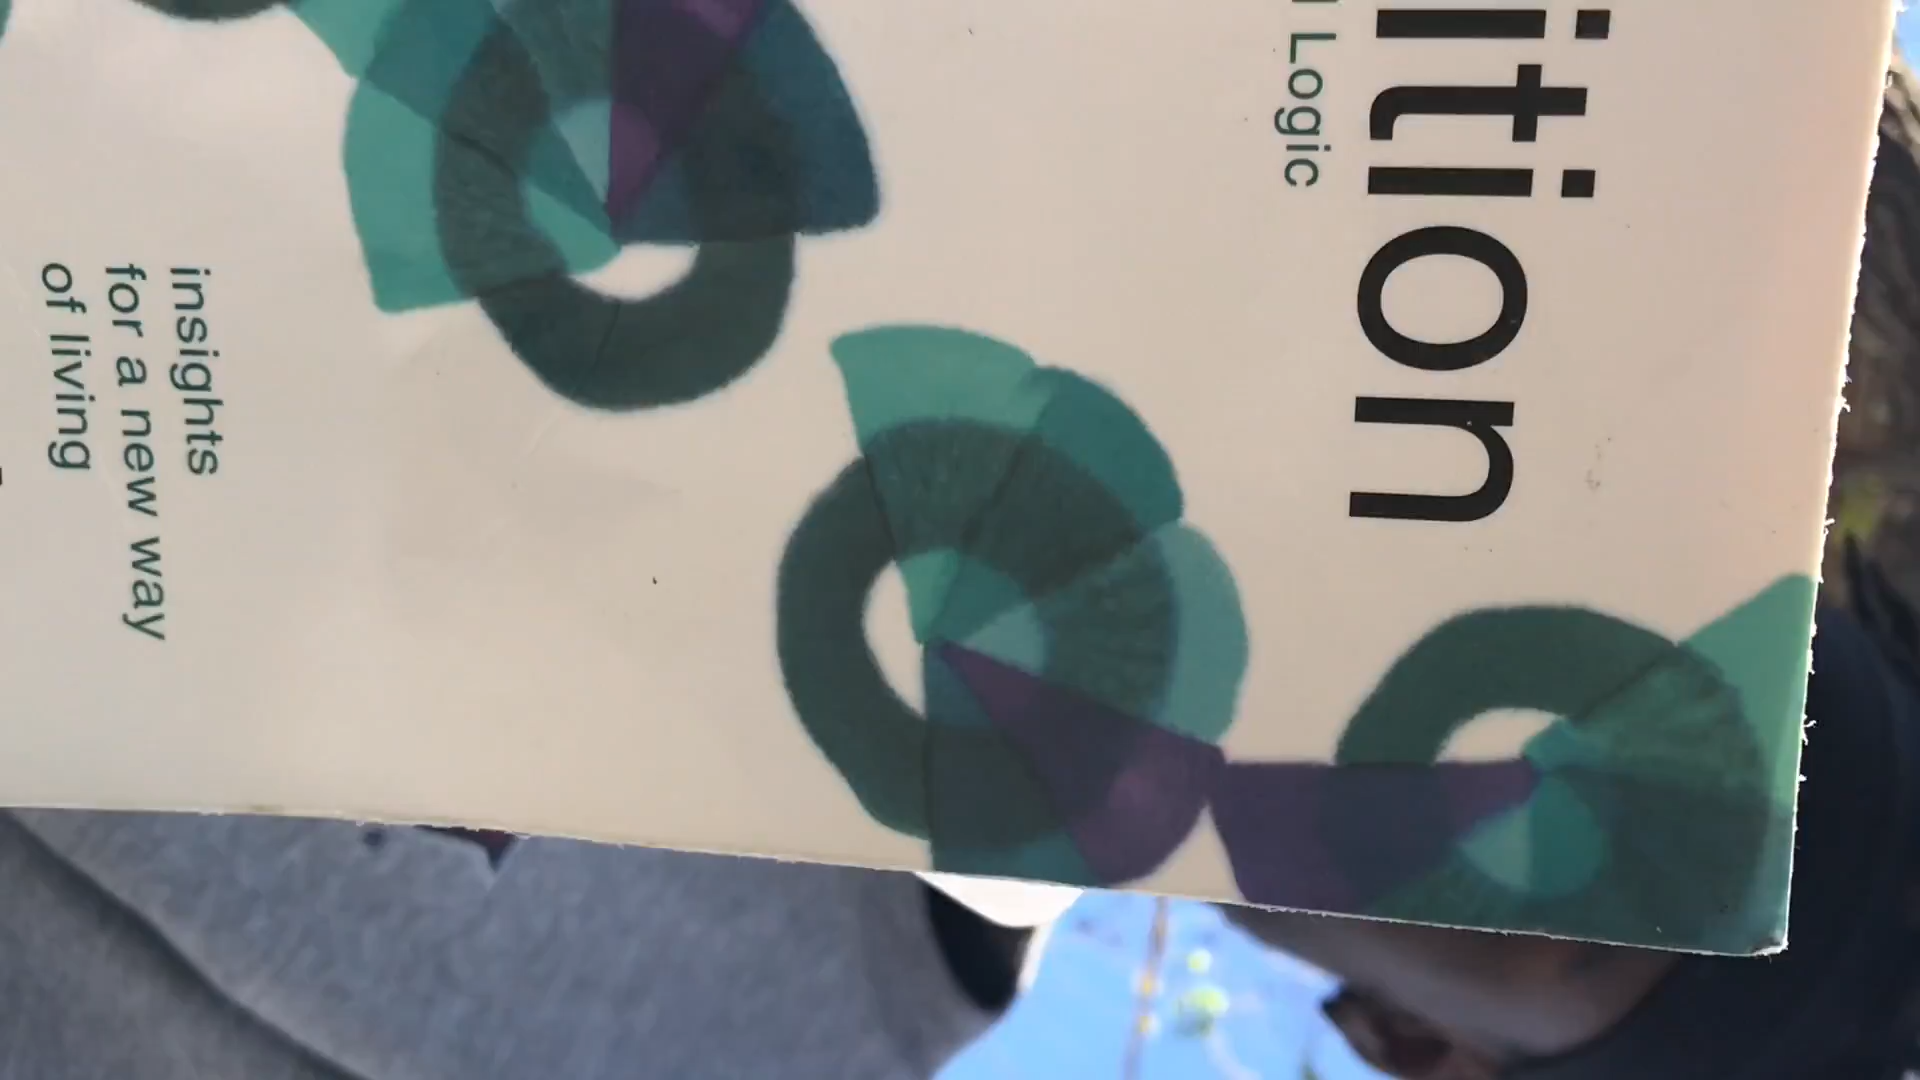 ition
Logic
insights
for a new way
of living